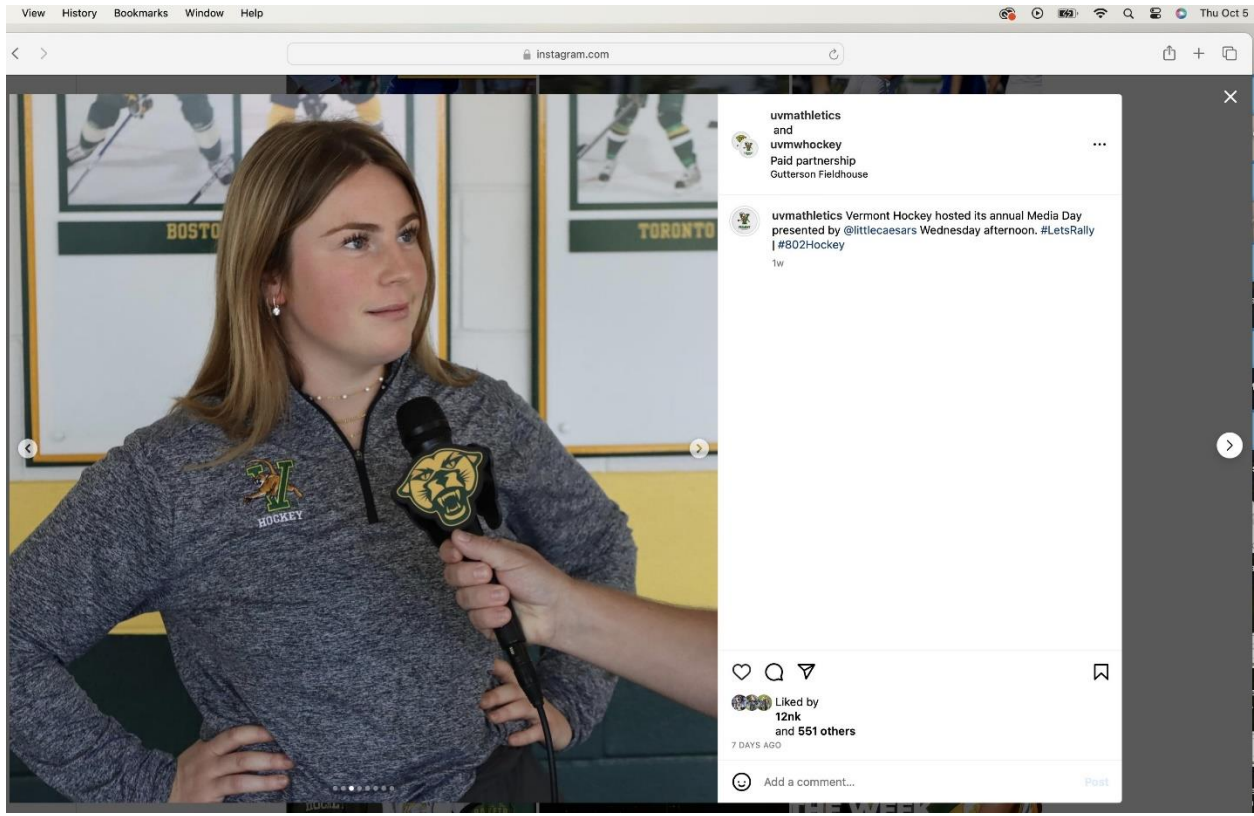 View History Bookmarks Window Help
Thu Oct 5
instagram.com
BOSTO
TORONTO
V
HOCKEY
uvmathletics
and
uvmwhockey
Paid partnership
Gutterson Fieldhouse
uvmathletics Vermont Hockey hosted its annual Media Day
presented by @littlecaesars Wednesday afternoon. #LetsRally
| #802Hockey
1w
Liked by
12nk
and 551 others
7 DAYS AGO
Add a comment...
Post
THE WEEK